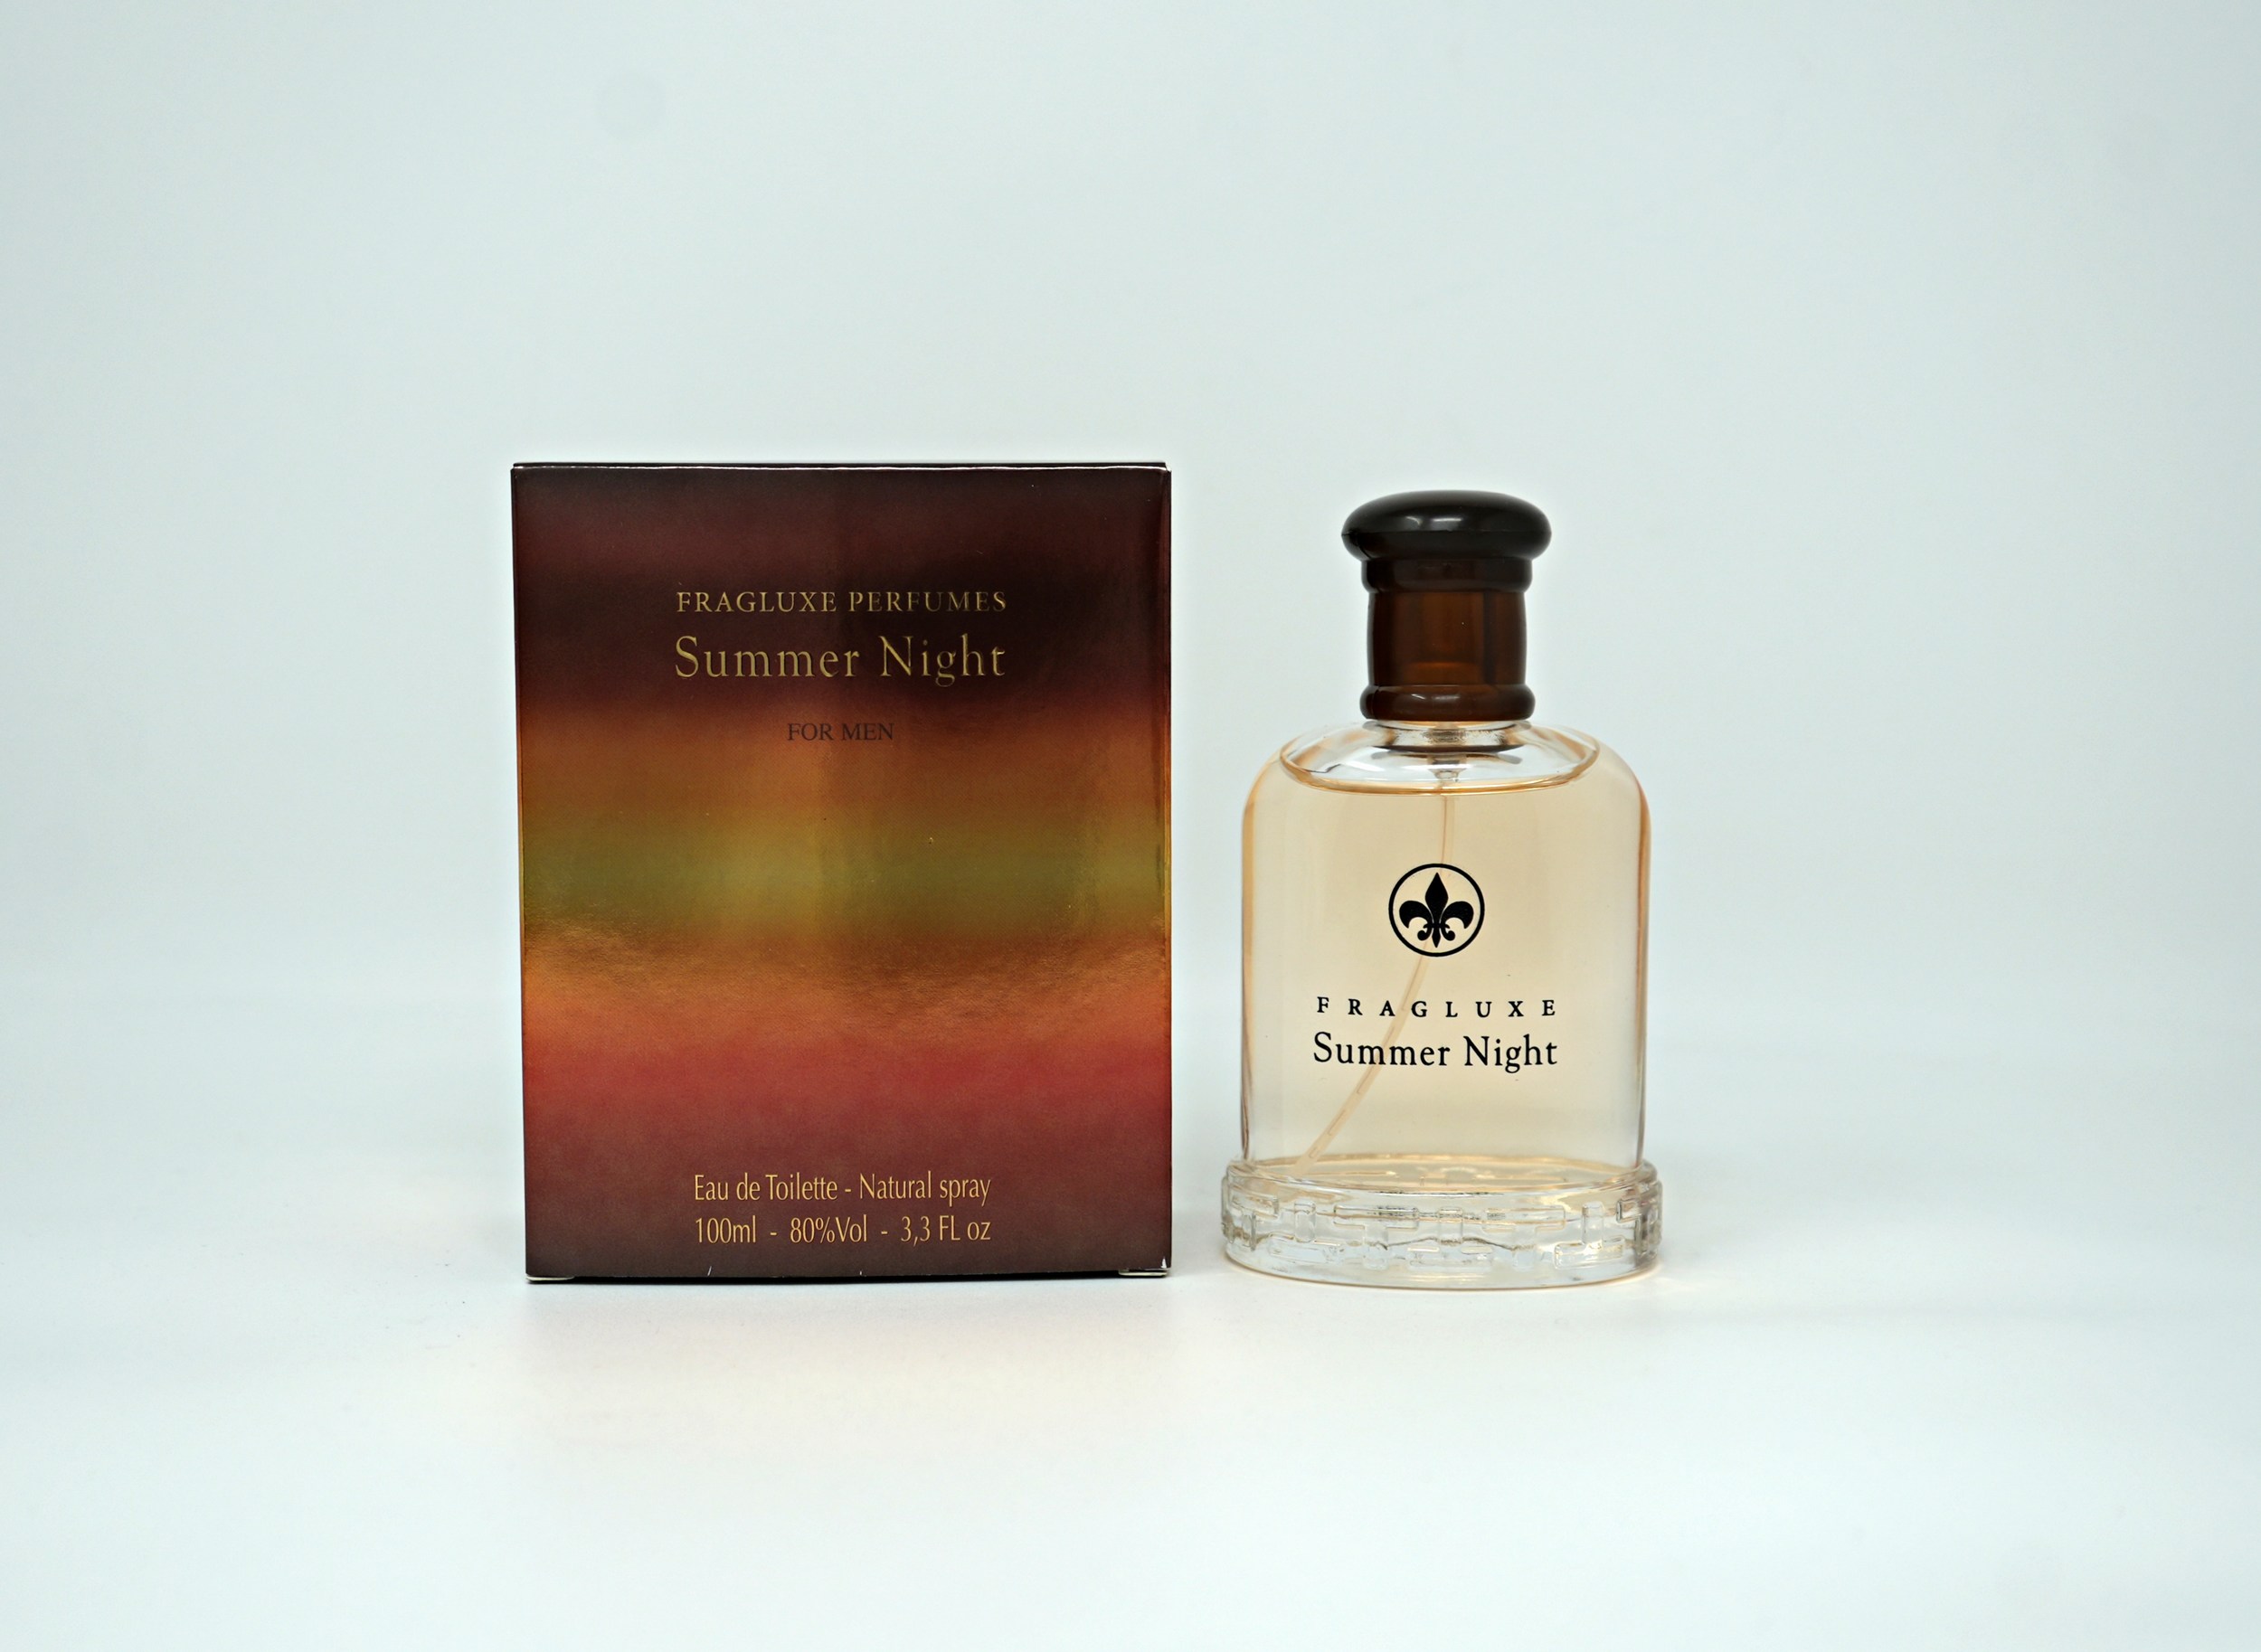 FRAGLUXE PERFUMES
Summer Night
FOR MEN
Eau de Toilette - Natural spray
100ml - 80%Vol - 3,3 FL oz
FRAGLUXE
Summer Night